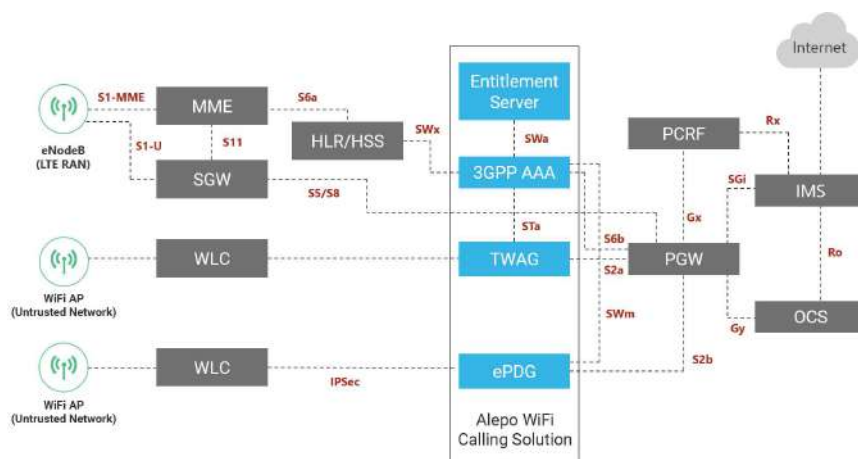 Internet
Entitlement
Server
S1-MME
MME
S6a
eNodeB
(LTE RAN)
S1-U
S11
HLR/HSS
SWx
SWa
PCRF
Rx
SGW
S5/S8
3GPP AAA
SGi
IMS
STa
Gx
S6b
WLC
TWAG
S2a
PGW
Ro
WiFi AP
(Untrusted Network)
SWm
Gy
OCS
WLC
IPSec
ePDG
S2b
WiFi AP
(Untrusted Network)
Alepo WiFi
Calling Solution